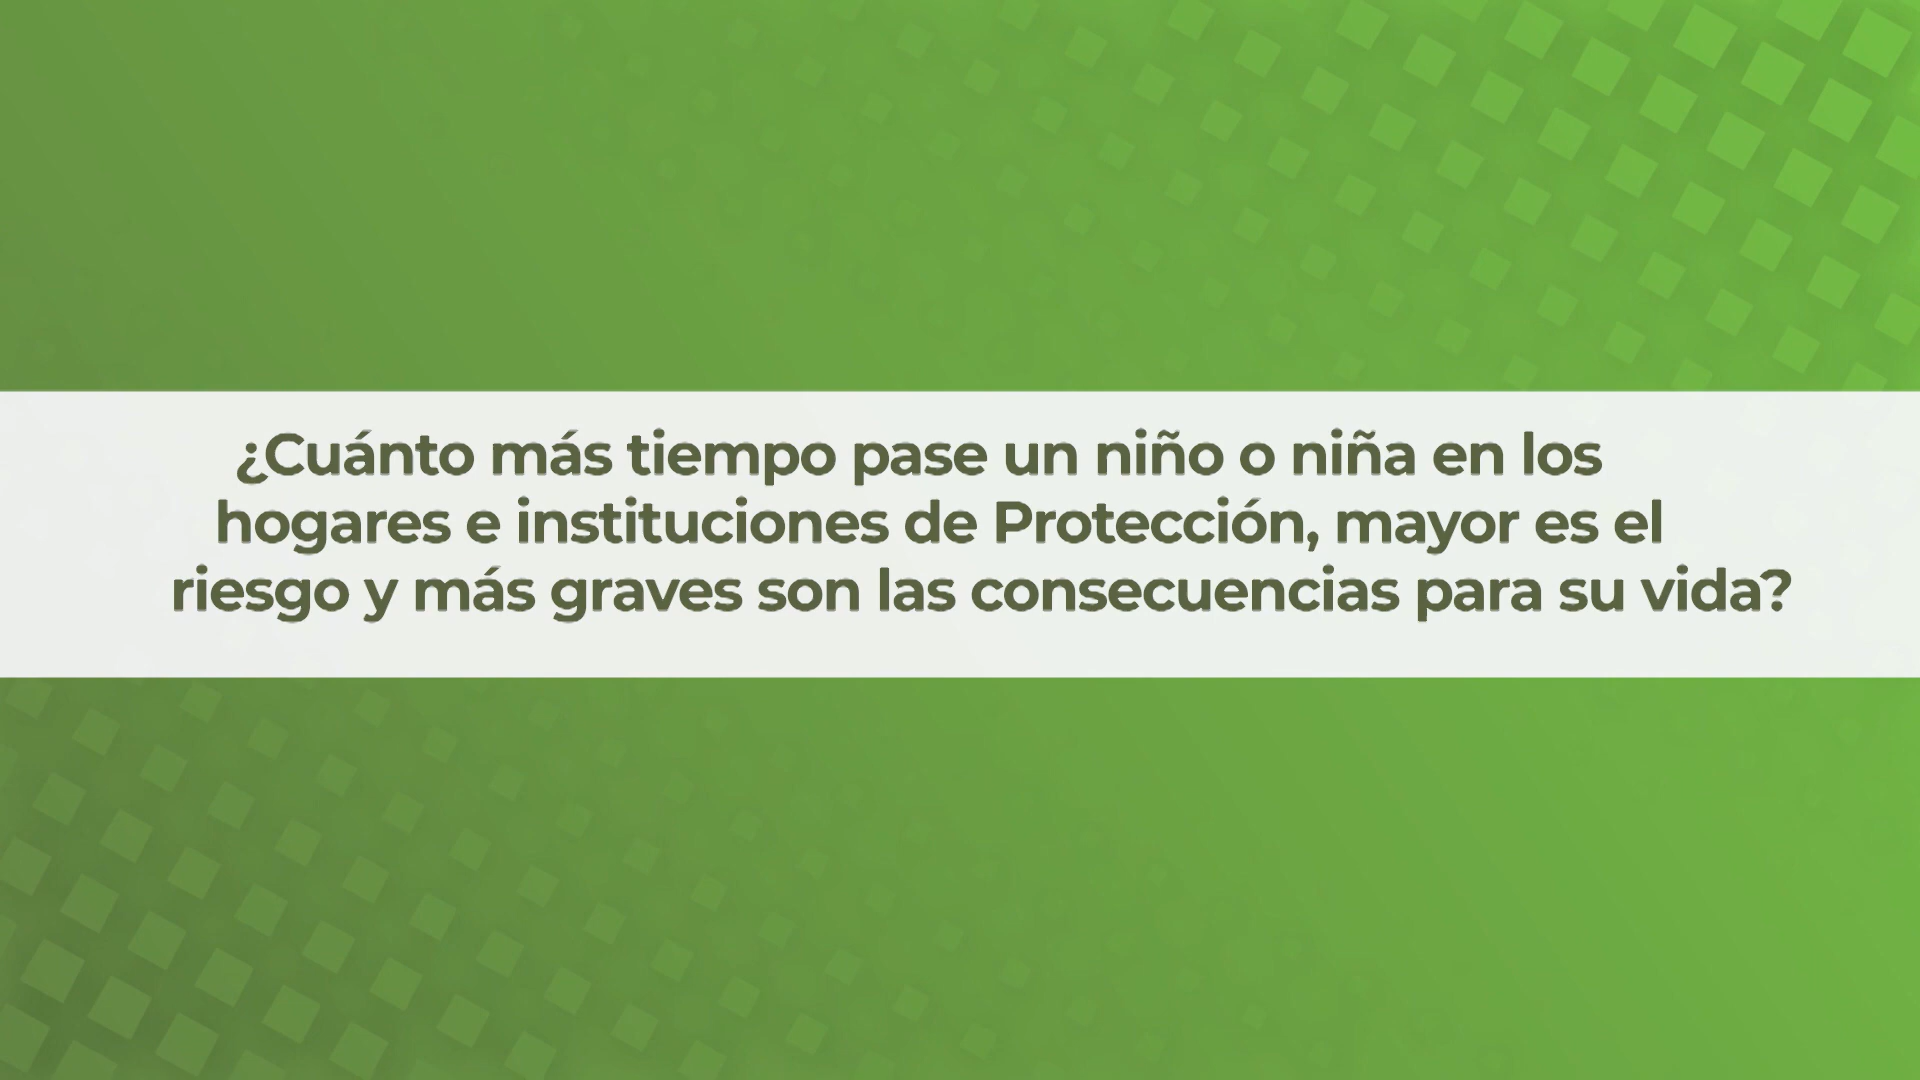 ¿Cuánto más tiempo pase un niño o niña en los
hogares e instituciones de Protección, mayor es el
riesgo y más graves son las consecuencias para su vida?